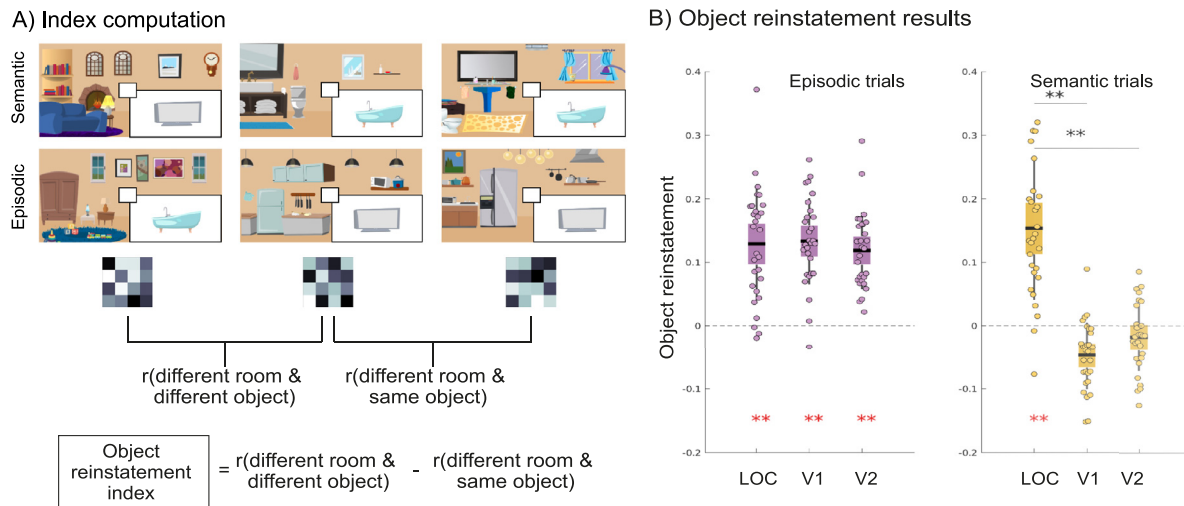 A) Index computation
Semantic
Episodic
r(different room &
different object)
r(different room &
same object)
Object
reinstatement
index
=
r(different room &
different object)
-
r(different room &
same object)
B) Object reinstatement results
Object reinstatement
Episodic trials
0.4
0.3
0.2
0.1
0
-0.1
-0.2
** ** **
LOC V1 V2
Semantic trials
0.4
0.3
0.2
0.1
0
-0.1
-0.2
**
**
**
LOC V1 V2